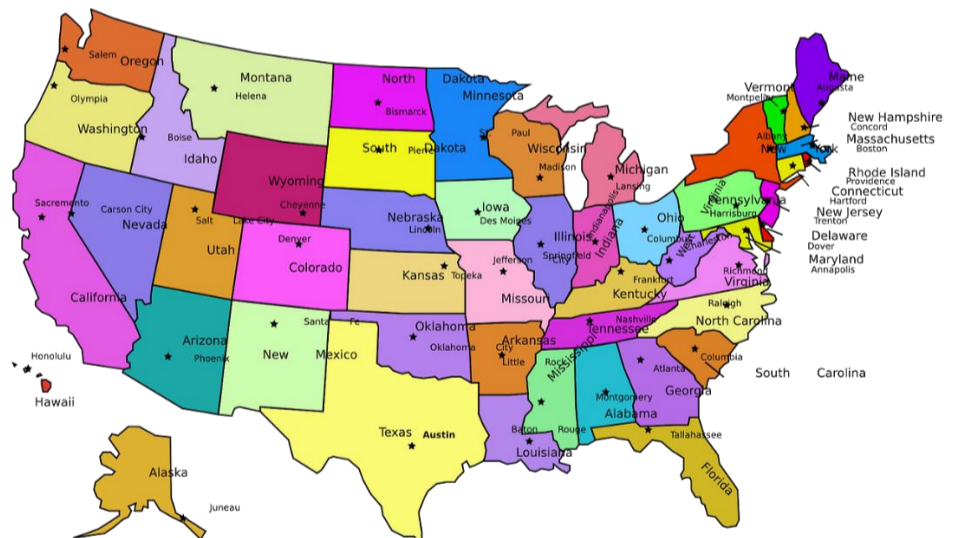 Salem Oregon
Olympia
Washington
Boise
Idaho
Montana
Helena
North Dakota
Bismarck
Minnesota
St Paul
South Dakota
Pierre
Wisconsin
Madison
Michigan
Lansing
Wyoming
Cheyenne
Sacramento
California
Carson City
Nevada
Salt Lake City
Utah
Denver
Colorado
Nebraska
Lincoln
Iowa
Des Moines
Illinois
Springfield
Indianapolis
Indiana
Ohio
Columbus
Kansas
Topeka
Jefferson City
Missouri
Frankfort
Kentucky
West Virginia
Charleston
Richmond
Virginia
Pennsylvania
Harrisburg
Albany
New York
Vermont
Montpelier
Maine
Augusta
New Hampshire
Concord
Massachusetts
Boston
Rhode Island
Providence
Connecticut
Hartford
New Jersey
Trenton
Delaware
Dover
Maryland
Annapolis
Arizona
Phoenix
Santa Fe
New Mexico
Oklahoma
Oklahoma City
Arkansas
Little Rock
Nashville
Tennessee
Raleigh
North Carolina
Columbia
South Carolina
Mississippi
Montgomery
Alabama
Atlanta
Georgia
Texas
Austin
Baton Rouge
Louisiana
Tallahassee
Florida
Honolulu
Hawaii
Alaska
Juneau